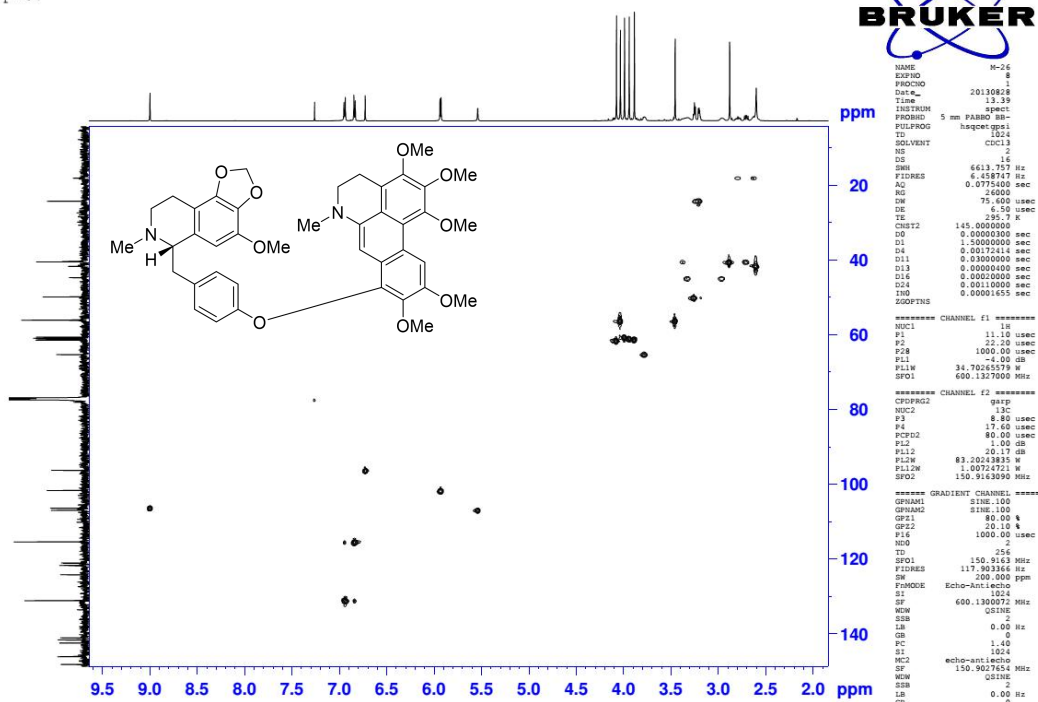 BRUKER
NAME M-26
EXPNO 8
PROCNO 1
Date_ 20130828
Time 13.39
INSTRUM spect
PROBHD 5 mm PABBO BB-
PULPROG hsqcetgpsi
TD 1024
SOLVENT CDCl3
NS 2
DS 16
SWH 6613.757 Hz
FIDRES 6.458747 Hz
AQ 0.0775400 sec
RG 26000
DW 75.600 usec
DE 6.50 usec
TE 295.7 K
CNST2 145.0000000
D0 0.00000300 sec
D1 1.50000000 sec
D4 0.00172414 sec
D11 0.03000000 sec
D13 0.00000400 sec
D16 0.00020000 sec
D24 0.00110000 sec
IN0 0.00001655 sec
ZGOPTNS
======== CHANNEL f1 ========
NUC1 1H
P1 11.10 usec
P2 22.20 usec
P28 1000.00 usec
PL1 -4.00 dB
PL1W 34.70265579 W
SFO1 600.1327000 MHz
======== CHANNEL f2 ========
CPDPRG2 garp
NUC2 13C
P3 8.80 usec
P4 17.60 usec
PCPD2 80.00 usec
PL2 1.00 dB
PL12 20.17 dB
PL2W 83.20243835 W
PL12W 1.00724721 W
SFO2 150.9163090 MHz
====== GRADIENT CHANNEL =====
GPNAM1 SINE.100
GPNAM2 SINE.100
GPZ1 80.00 %
GPZ2 20.10 %
P16 1000.00 usec
ND0 2
TD 256
SFO1 150.9163 MHz
FIDRES 117.903366 Hz
SW 200.000 ppm
FnMODE Echo-Antiecho
SI 1024
SF 600.1300072 MHz
WDW QSINE
SSB 2
LB 0.00 Hz
GB 0
PC 1.40
SI 1024
MC2 echo-antiecho
SF 150.9027654 MHz
WDW QSINE
SSB 2
LB 0.00 Hz
ppm
20
40
60
80
100
120
140
9.5 9.0 8.5 8.0 7.5 7.0 6.5 6.0 5.5 5.0 4.5 4.0 3.5 3.0 2.5 2.0 ppm
O
O
MeN
H
OMe
O
OMe
OMe
OMe
MeN
OMe
OMe